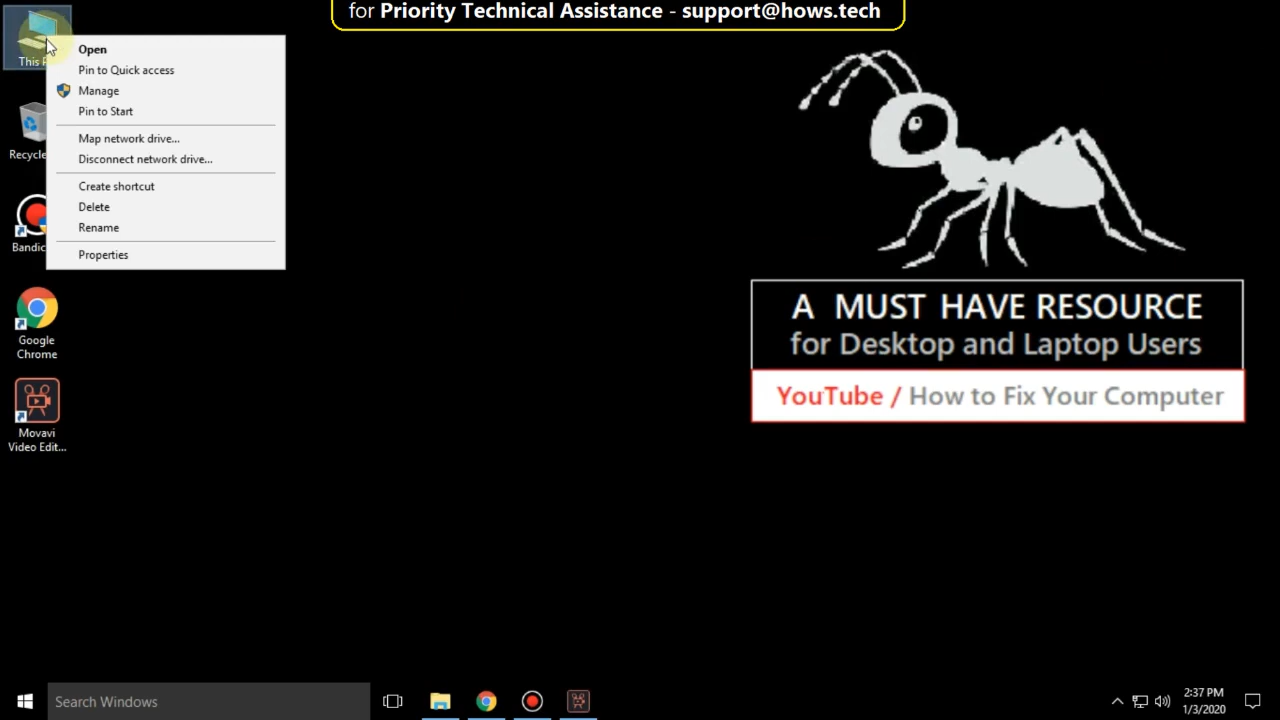 for Priority Technical Assistance - support@hows.tech
This P
Open
Pin to Quick access
Manage
Pin to Start
Map network drive...
Disconnect network drive...
Create shortcut
Delete
Rename
Properties
Recycle
Bandic
Google
Chrome
Movavi
Video Edit...
A MUST HAVE RESOURCE
for Desktop and Laptop Users
YouTube / How to Fix Your Computer
Search Windows
2:37 PM
1/3/2020